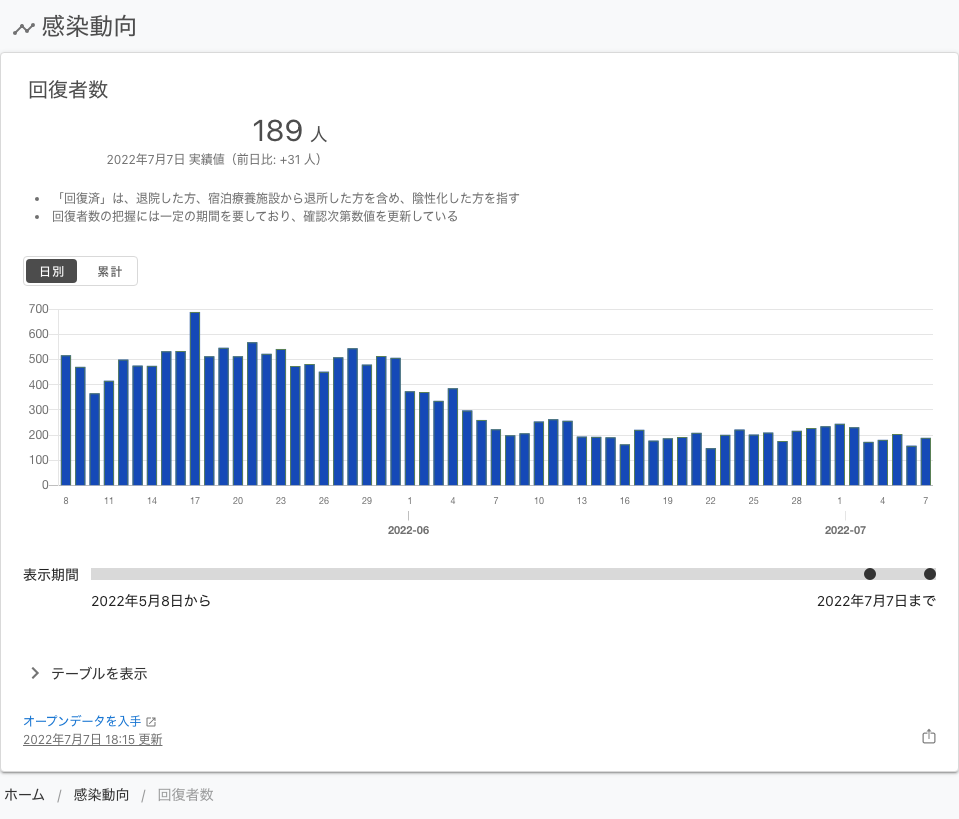 感染動向
回復者数
189 人
2022年7月7日 実績値（前日比: +31 人）
• 「回復済」は、退院した方、宿泊療養施設から退所した方を含め、陰性化した方を指す
• 回復者数の把握には一定の期間を要しており、確認次第数値を更新している
日別 累計
700
600
500
400
300
200
100
0
8 11 14 17 20 23 26 29 1 4 7 10 13 16 19 22 25 28 1 4 7
2022-06 2022-07
表示期間
2022年5月8日から 2022年7月7日まで
テーブルを表示
オープンデータを入手
2022年7月7日 18:15 更新
ホーム / 感染動向 / 回復者数